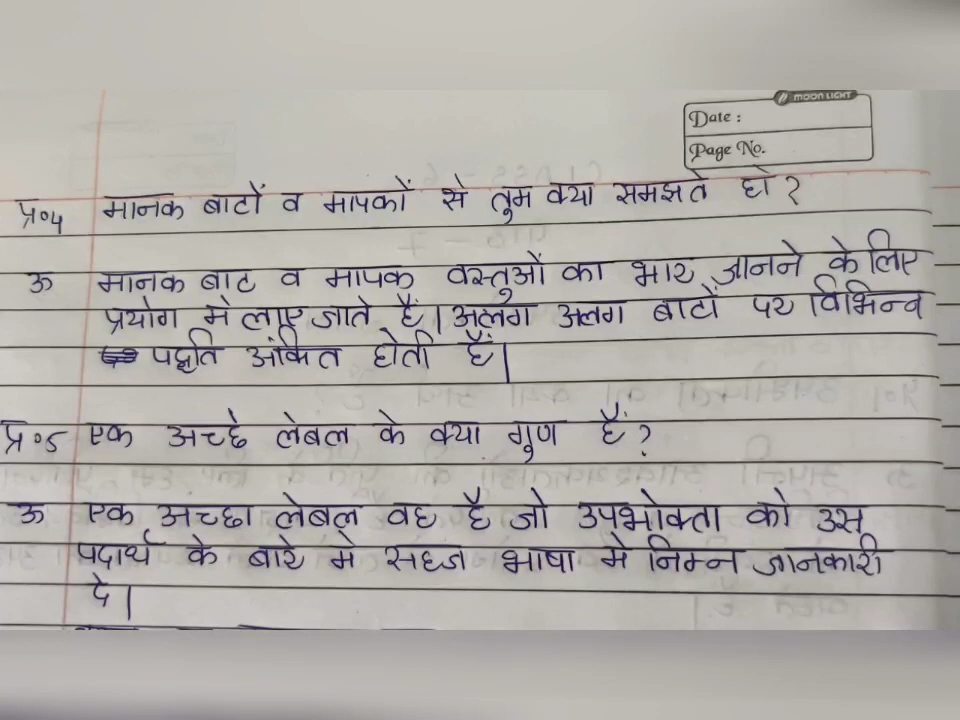 MOON LIGHT
Date :
Page No.
प्र०4 मानक बाटों व मापकों से तुम क्या समझते हो ?
ऊ मानक बाट व मापक वस्तुओं का भार जानने के लिए
प्रयोग मे लाए जाते हैं। अलग अलग बाटों पर विभिन्न
पद्धति अंकित होती हैं।
प्र०5 एक अच्छे लेबल के क्या गुण हैं ?
ऊ एक अच्छा लेबल वह है जो उपभोक्ता को उस
पदार्थ के बारे मे सहज भाषा मे निम्न जानकारी
दे।